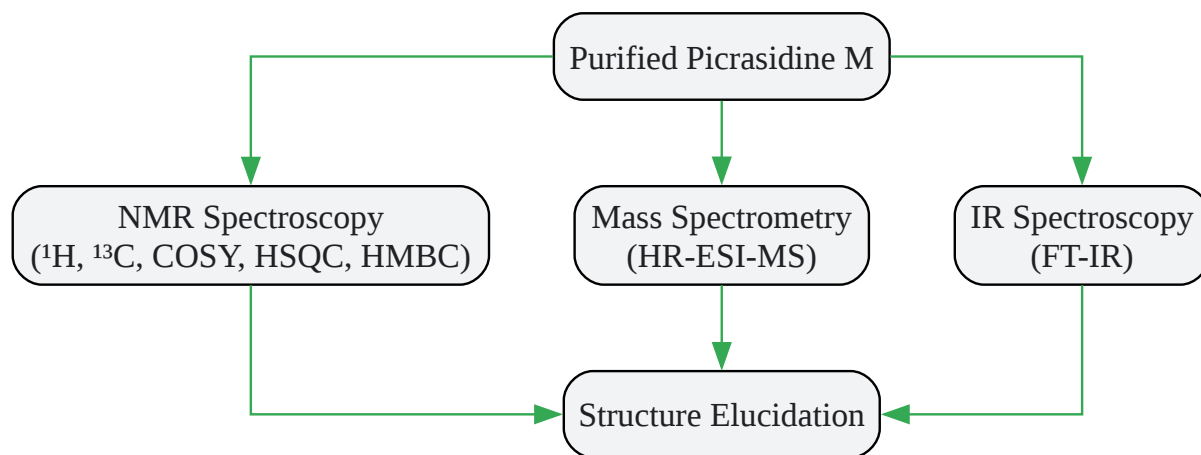 Purified Picrasidine M
NMR Spectroscopy
(¹H, ¹³C, COSY, HSQC, HMBC)
Mass Spectrometry
(HR-ESI-MS)
IR Spectroscopy
(FT-IR)
Structure Elucidation